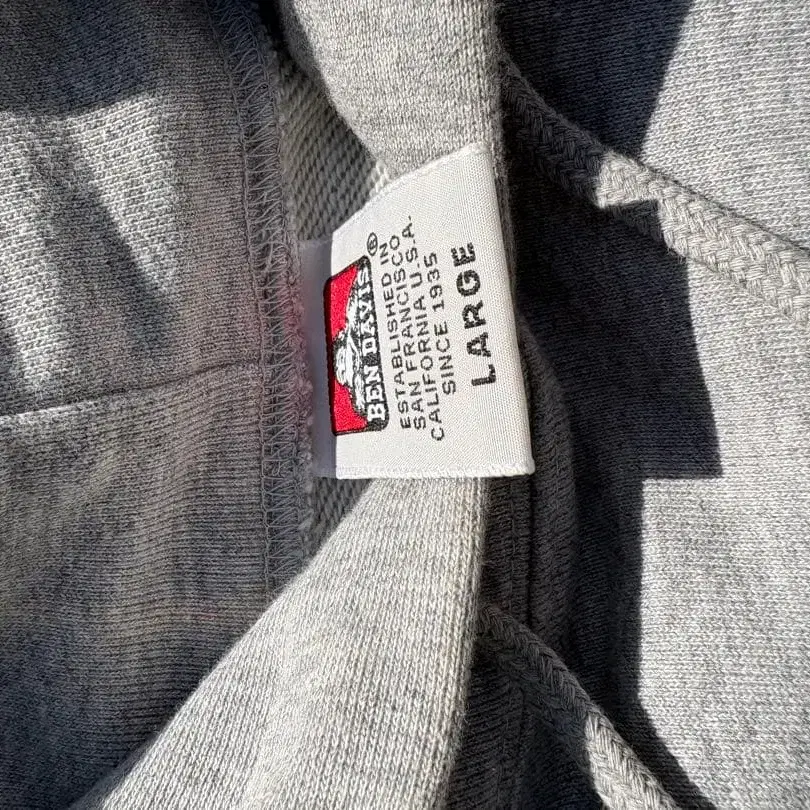 BEN DAVIS®
ESTABLISHED IN
SAN FRANCISCO
CALIFORNIA U.S.A.
SINCE 1935
LARGE